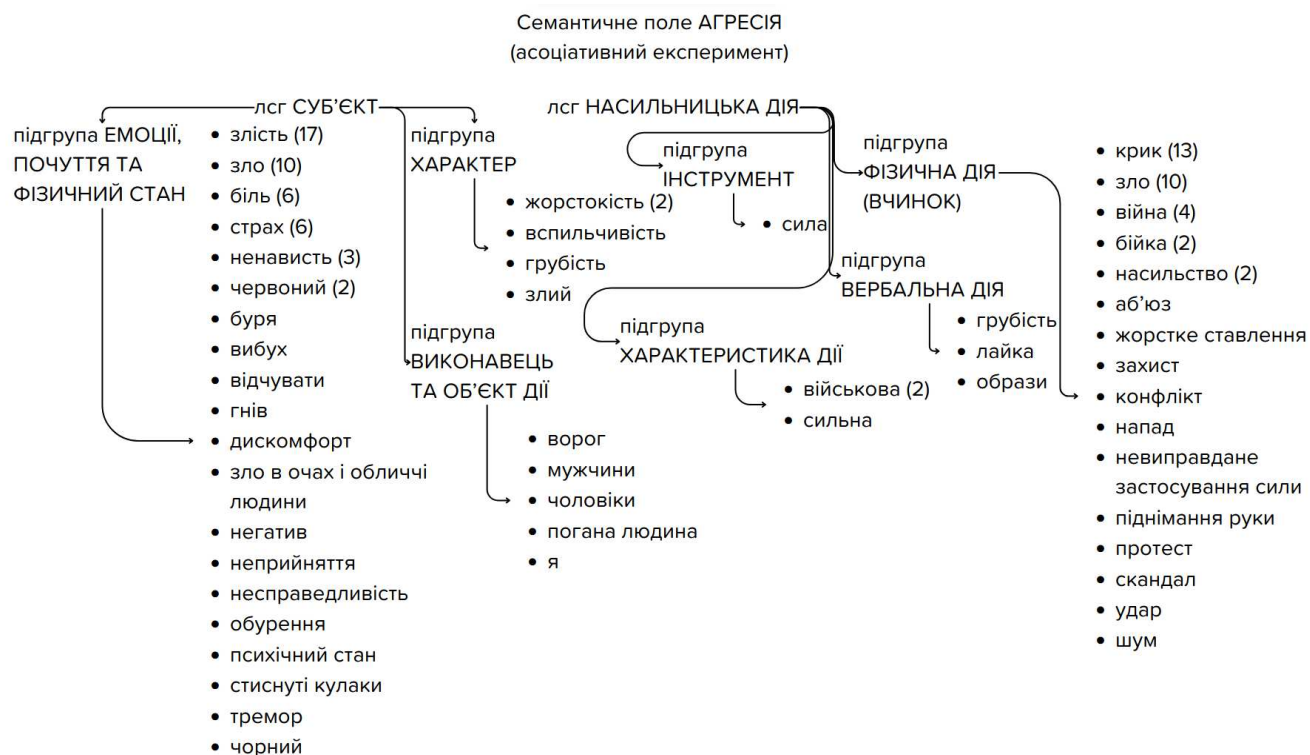 Семантичне поле АГРЕСІЯ
(асоціативний експеримент)
лсг СУБ’ЄКТ
підгрупа ЕМОЦІЇ,
ПОЧУТТЯ ТА
ФІЗИЧНИЙ СТАН
• злість (17)
• зло (10)
• біль (6)
• страх (6)
• ненависть (3)
• червоний (2)
• буря
• вибух
• відчувати
• гнів
• дискомфорт
• зло в очах і обличчі
людини
• негатив
• неприйняття
• несправедливість
• обурення
• психічний стан
• стиснуті кулаки
• тремор
• чорний
підгрупа
ХАРАКТЕР
• жорстокість (2)
• вспильчивість
• грубість
• злий
підгрупа
ВИКОНАВЕЦЬ
ТА ОБ’ЄКТ ДІЇ
• ворог
• мужчини
• чоловіки
• погана людина
• я
лсг НАСИЛЬНИЦЬКА ДІЯ
підгрупа
ІНСТРУМЕНТ
• сила
підгрупа
ХАРАКТЕРИСТИКА ДІЇ
• військова (2)
• сильна
підгрупа
ФІЗИЧНА ДІЯ
(ВЧИНОК)
підгрупа
ВЕРБАЛЬНА ДІЯ
• грубість
• лайка
• образи
• крик (13)
• зло (10)
• війна (4)
• бійка (2)
• насильство (2)
• аб’юз
• жорстке ставлення
• захист
• конфлікт
• напад
• невиправдане
застосування сили
• піднімання руки
• протест
• скандал
• удар
• шум